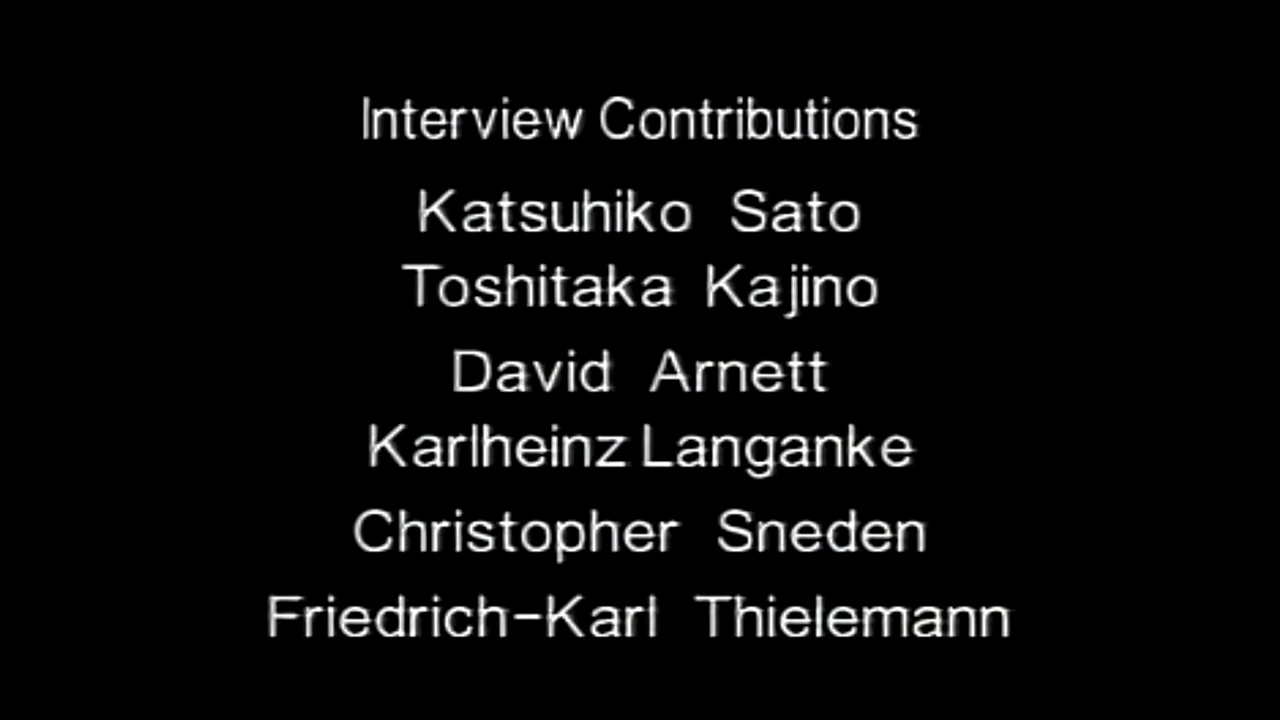 Interview Contributions
Katsuhiko Sato
Toshitaka Kajino
David Arnett
Karlheinz Langanke
Christopher Sneden
Friedrich-Karl Thielemann